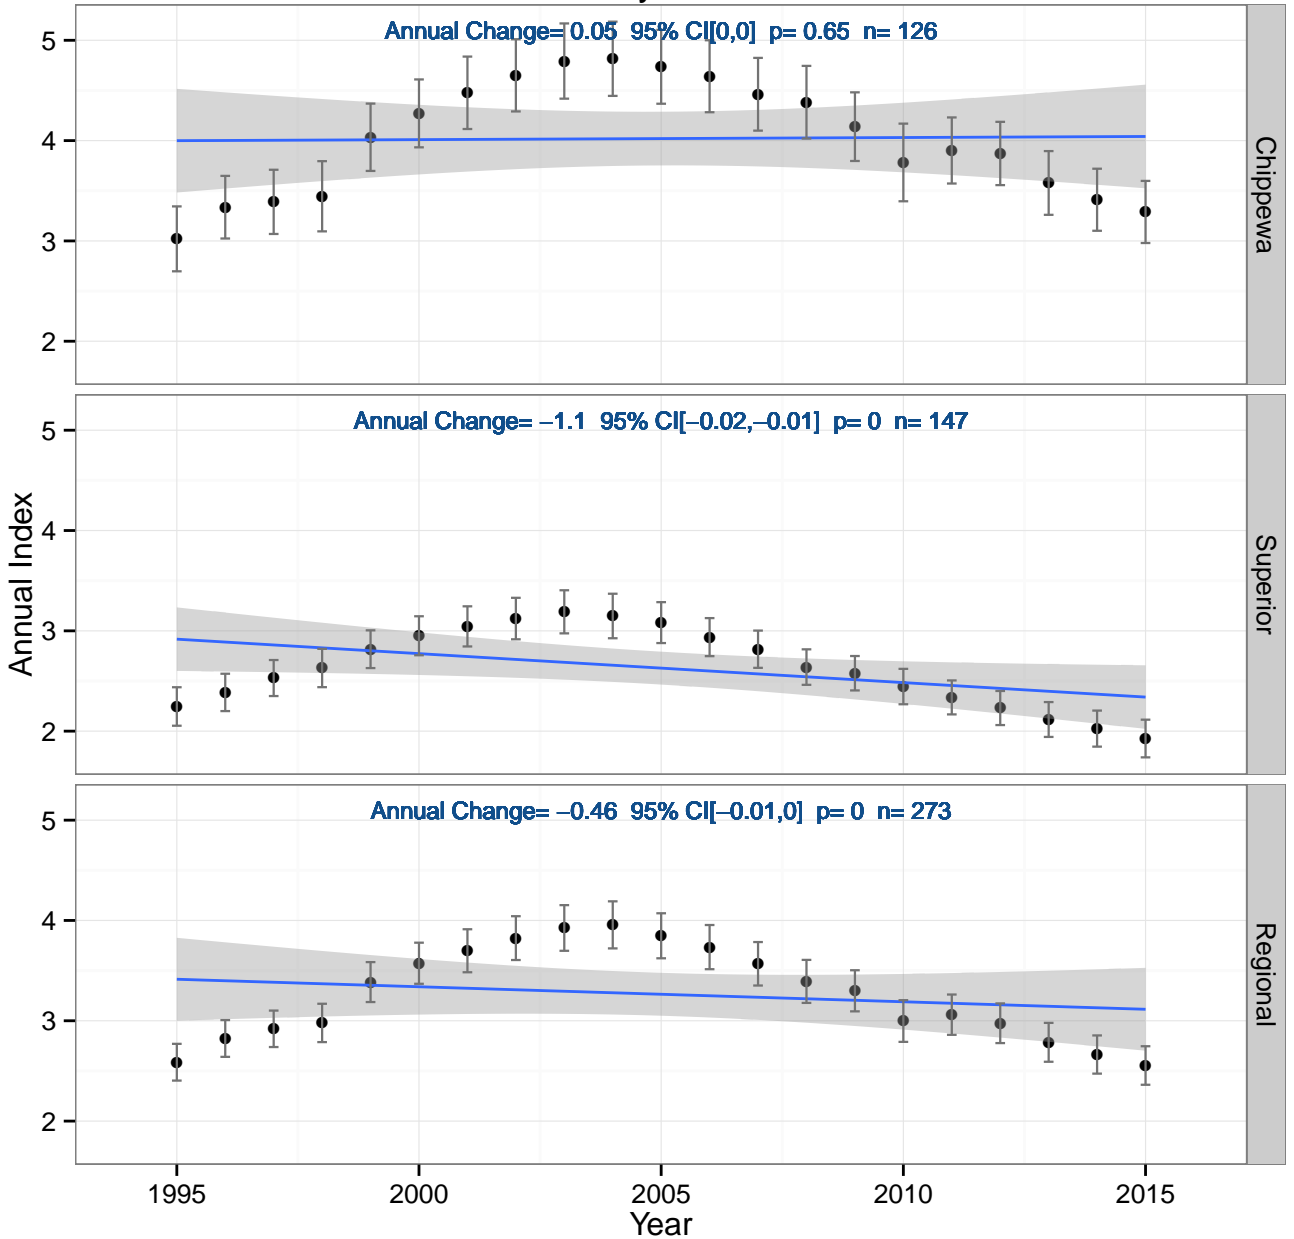 Annual Change= 0.05  95% CI[0,0]  p= 0.65  n= 126
5
4
3
2
Chippewa
Annual Change= −1.1  95% CI[−0.02,−0.01]  p= 0  n= 147
5
4
3
2
Superior
Annual Index
Annual Change= −0.46  95% CI[−0.01,0]  p= 0  n= 273
5
4
3
2
Regional
1995 2000 2005 2010 2015
Year